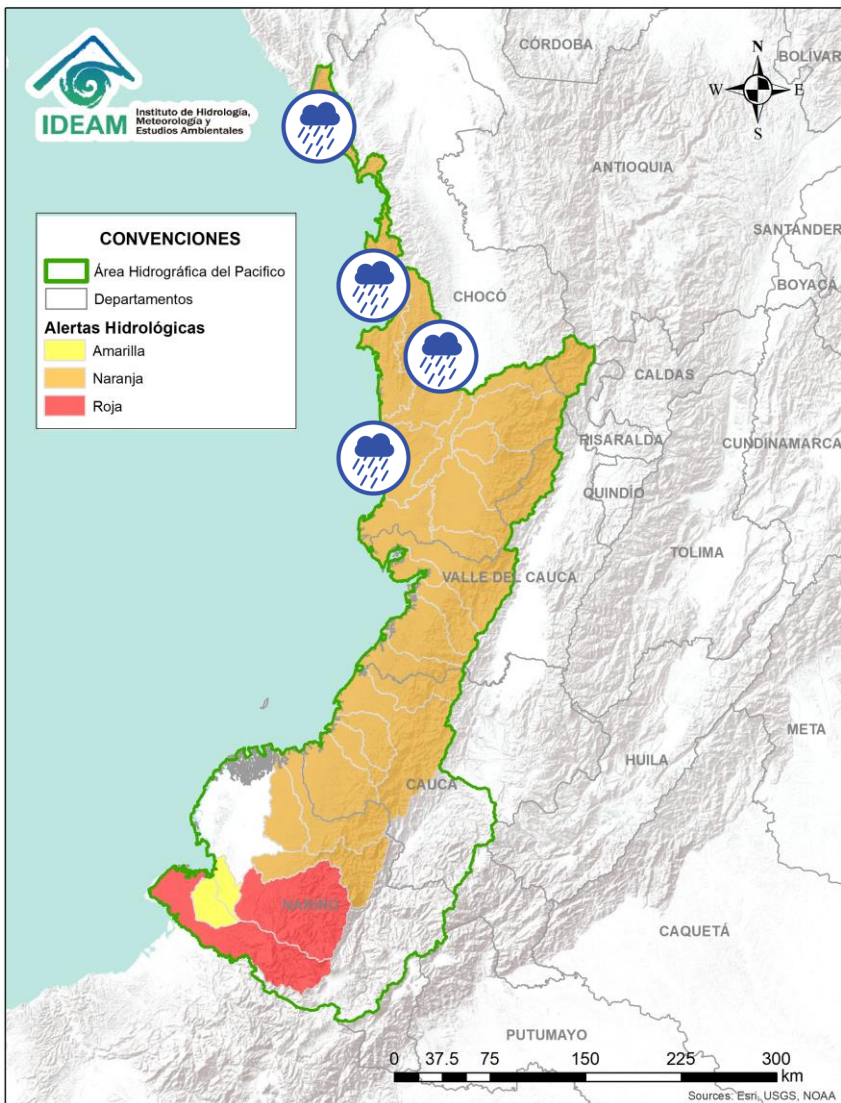 IDEAM
Instituto de Hidrología,
Meteorología y
Estudios Ambientales
CÓRDOBA
BOLÍVAR
N
W
E
S
ANTIOQUIA
SANTANDER
BOYACÁ
CONVENCIONES
Área Hidrográfica del Pacifico
Departamentos
Alertas Hidrológicas
Amarilla
Naranja
Roja
CHOCÓ
CALDAS
RISARALDA
CUNDINAMARCA
QUINDÍO
TOLIMA
VALLE DEL CAUCA
META
HUILA
CAUCA
NARIÑO
CAQUETÁ
PUTUMAYO
0 37.5 75 150 225 300
km
Sources: Esri, USGS, NOAA